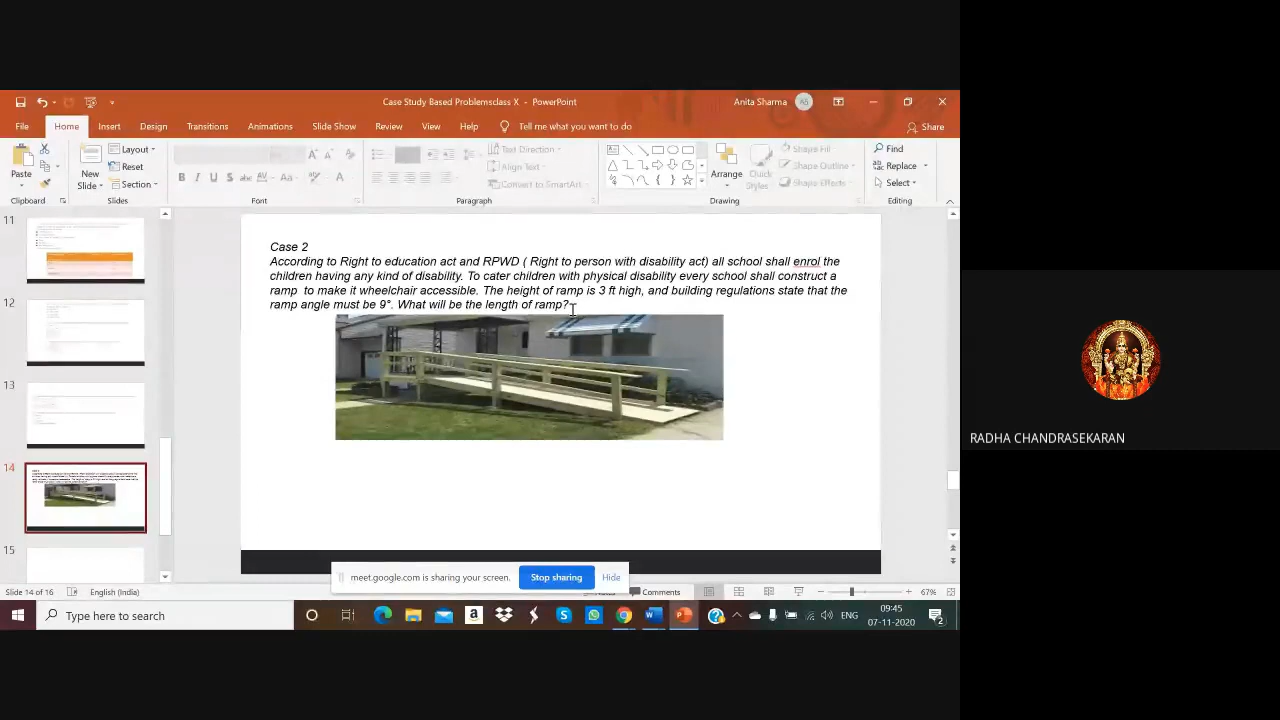 Case Study Based Problemsclass X - PowerPoint
Anita Sharma
AS
File
Home
Insert
Design
Transitions
Animations
Slide Show
Review
View
Help
Tell me what you want to do
Share
Paste
Clipboard
New
Slide
Layout
Reset
Section
Slides
Font
Text Direction
Align Text
Convert to SmartArt
Paragraph
Arrange
Quick
Styles
Shape Fill
Shape Outline
Shape Effects
Drawing
Find
Replace
Select
Editing
11
12
13
14
15
Case 2
According to Right to education act and RPWD ( Right to person with disability act) all school shall enrol the
children having any kind of disability. To cater children with physical disability every school shall construct a
ramp to make it wheelchair accessible. The height of ramp is 3 ft high, and building regulations state that the
ramp angle must be 9°. What will be the length of ramp?
RADHA CHANDRASEKARAN
meet.google.com is sharing your screen.
Stop sharing
Hide
Slide 14 of 16
English (India)
Comments
67%
Type here to search
ENG
09:45
07-11-2020
2